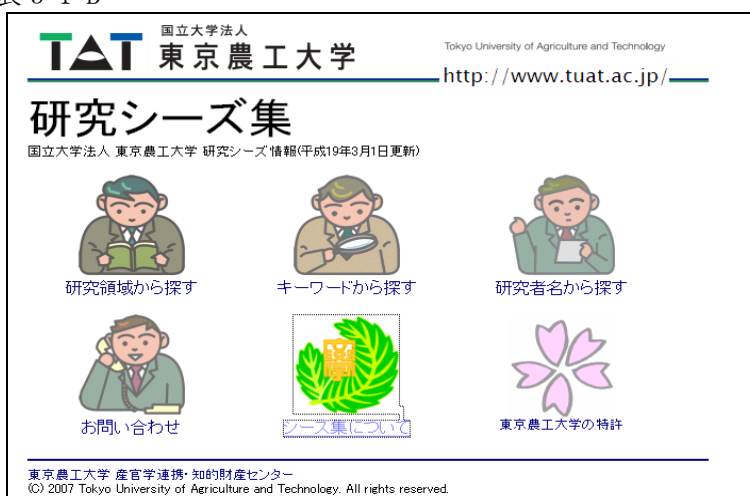 国立大学法人
TAT 東京農工大学
Tokyo University of Agriculture and Technology
http://www.tuat.ac.jp/
研究シーズ集
国立大学法人 東京農工大学 研究シーズ情報(平成19年3月1日更新)
研究領域から探す キーワードから探す 研究者名から探す
お問い合わせ シーズ集について 東京農工大学の特許
東京農工大学 産官学連携・知的財産センター
(C) 2007 Tokyo University of Agriculture and Technology. All rights reserved.